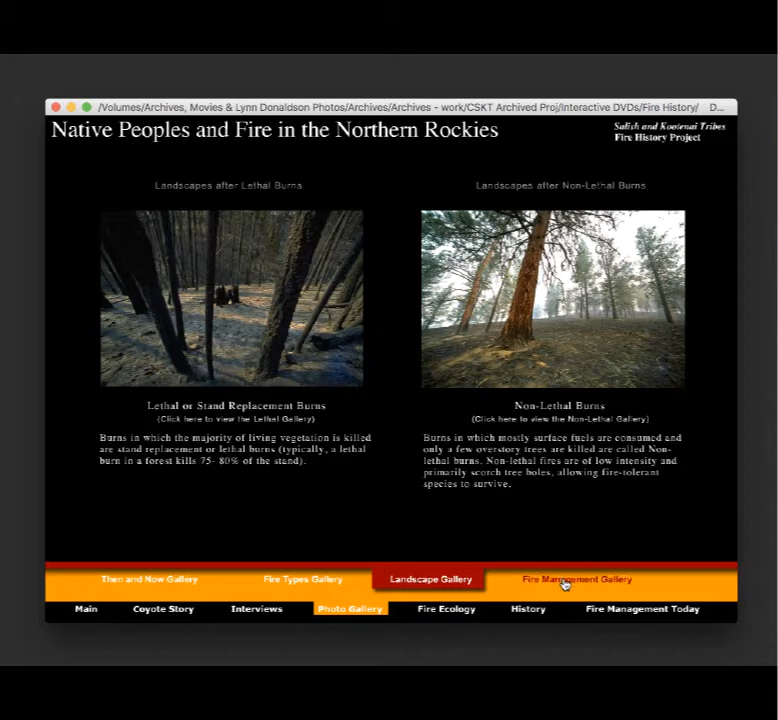 /Volumes/Archives, Movies & Lynn Donaldson Photos/Archives/Archives - work/CSKT Archived Proj/Interactive DVDs/Fire History/ D...
Native Peoples and Fire in the Northern Rockies
Salish and Kootenai Tribes
Fire History Project
Landscapes after Lethal Burns
Landscapes after Non-Lethal Burns
Lethal or Stand Replacement Burns
(Click here to view the Lethal Gallery)
Burns in which the majority of living vegetation is killed
are stand replacement or lethal burns (typically, a lethal
burn in a forest kills 75- 80% of the stand).
Non-Lethal Burns
(Click here to view the Non-Lethal Gallery)
Burns in which mostly surface fuels are consumed and
only a few overstory trees are killed are called Non-
lethal burns. Non-lethal fires are of low intensity and
primarily scorch tree boles, allowing fire-tolerant
species to survive.
Then and Now Gallery
Fire Types Gallery
Landscape Gallery
Fire Management Gallery
Main
Coyote Story
Interviews
Photo Gallery
Fire Ecology
History
Fire Management Today